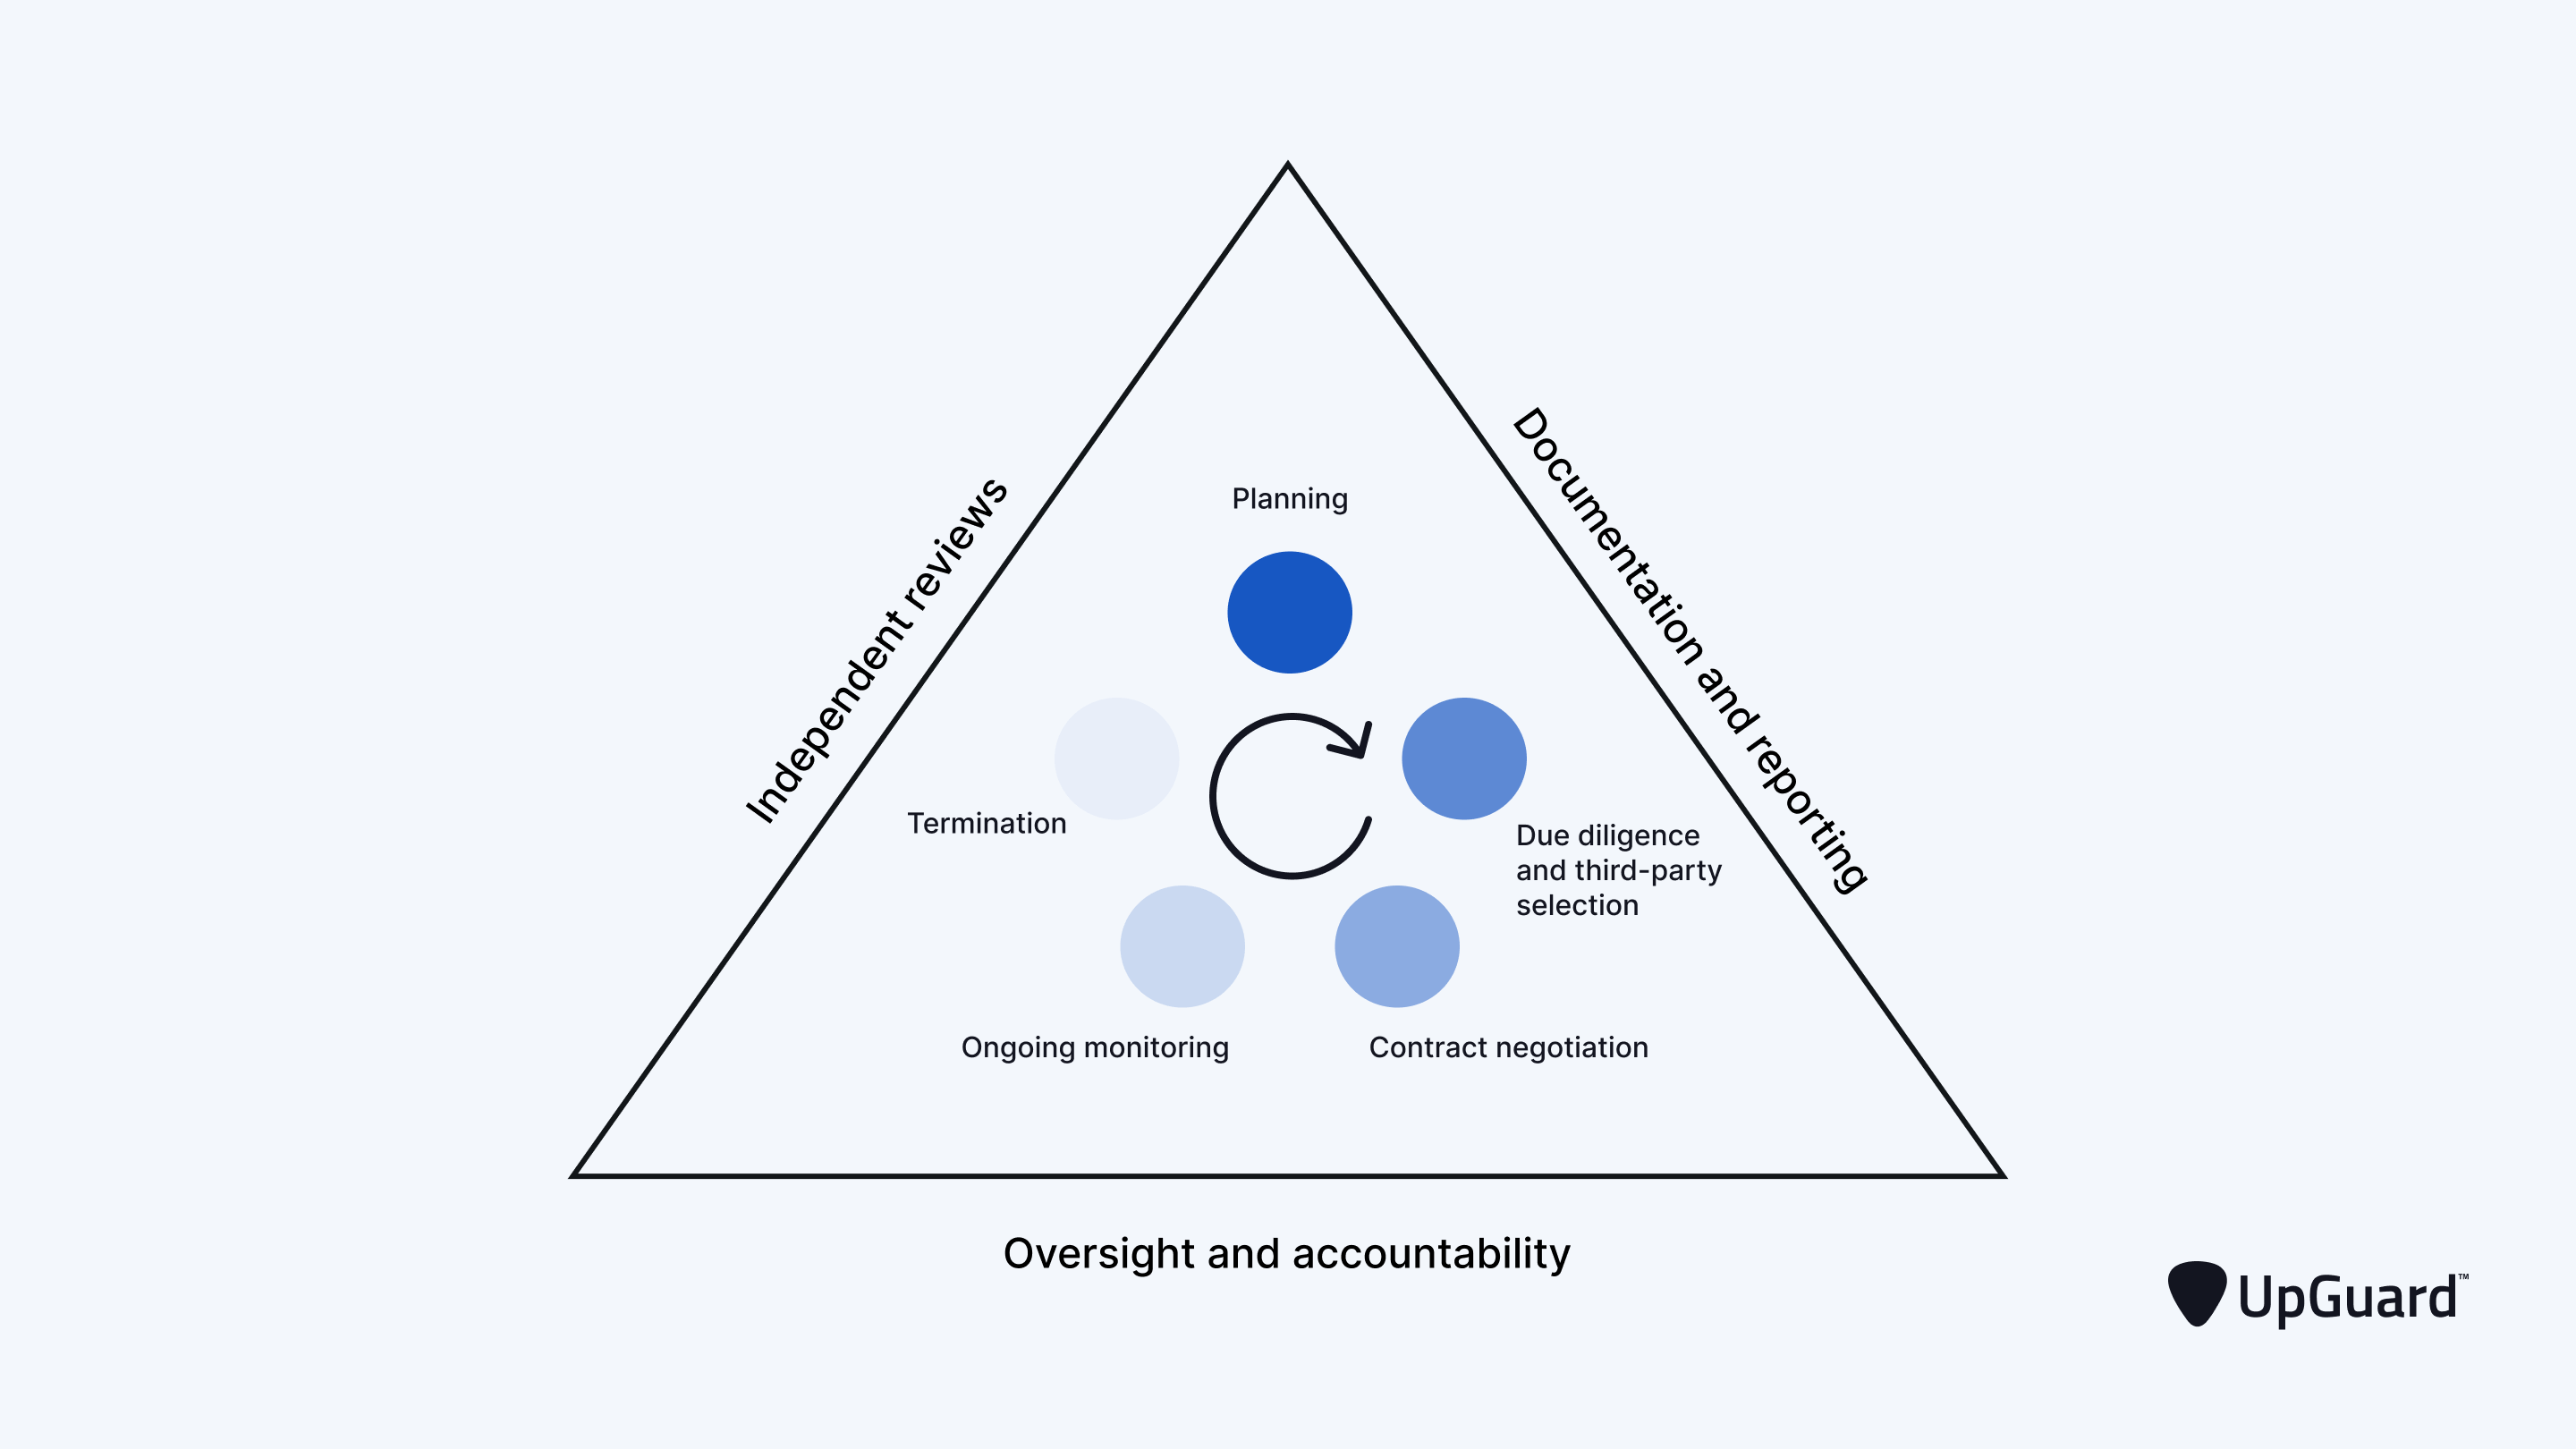 Planning
Independent reviews
Documentation and reporting
Termination
Due diligence
and third-party
selection
Ongoing monitoring
Contract negotiation
Oversight and accountability
UpGuard™